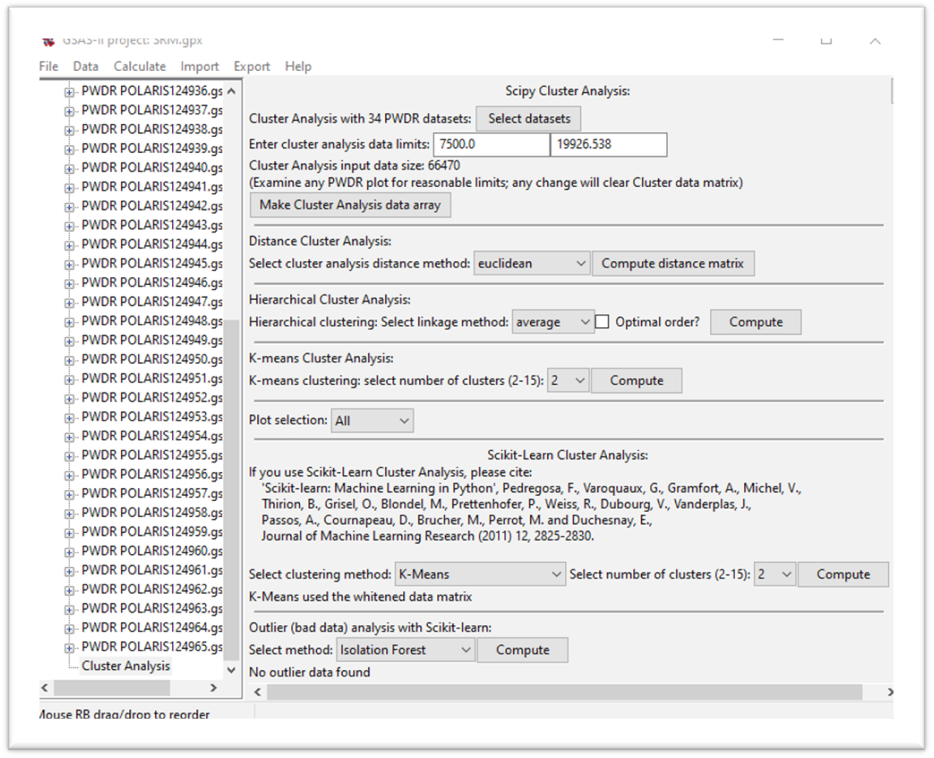 GSAS-II project: SRM.gpx
File Data Calculate Import Export Help
PWDR POLARIS124936.gs
PWDR POLARIS124937.gs
PWDR POLARIS124938.gs
PWDR POLARIS124939.gs
PWDR POLARIS124940.gs
PWDR POLARIS124941.gs
PWDR POLARIS124942.gs
PWDR POLARIS124943.gs
PWDR POLARIS124944.gs
PWDR POLARIS124945.gs
PWDR POLARIS124946.gs
PWDR POLARIS124947.gs
PWDR POLARIS124948.gs
PWDR POLARIS124949.gs
PWDR POLARIS124950.gs
PWDR POLARIS124951.gs
PWDR POLARIS124952.gs
PWDR POLARIS124953.gs
PWDR POLARIS124954.gs
PWDR POLARIS124955.gs
PWDR POLARIS124956.gs
PWDR POLARIS124957.gs
PWDR POLARIS124958.gs
PWDR POLARIS124959.gs
PWDR POLARIS124960.gs
PWDR POLARIS124961.gs
PWDR POLARIS124962.gs
PWDR POLARIS124963.gs
PWDR POLARIS124964.gs
PWDR POLARIS124965.gs
Cluster Analysis
Scipy Cluster Analysis:
Cluster Analysis with 34 PWDR datasets: Select datasets
Enter cluster analysis data limits: 7500.0 19926.538
Cluster Analysis input data size: 66470
(Examine any PWDR plot for reasonable limits; any change will clear Cluster data matrix)
Make Cluster Analysis data array
Distance Cluster Analysis:
Select cluster analysis distance method: euclidean Compute distance matrix
Hierarchical Cluster Analysis:
Hierarchical clustering: Select linkage method: average Optimal order? Compute
K-means Cluster Analysis:
K-means clustering: select number of clusters (2-15): 2 Compute
Plot selection: All
Scikit-Learn Cluster Analysis:
If you use Scikit-Learn Cluster Analysis, please cite:
'Scikit-learn: Machine Learning in Python', Pedregosa, F., Varoquaux, G., Gramfort, A., Michel, V.,
Thirion, B., Grisel, O., Blondel, M., Prettenhofer, P., Weiss, R., Dubourg, V., Vanderplas, J.,
Passos, A., Cournapeau, D., Brucher, M., Perrot, M. and Duchesnay, E.,
Journal of Machine Learning Research (2011) 12, 2825-2830.
Select clustering method: K-Means Select number of clusters (2-15): 2 Compute
K-Means used the whitened data matrix
Outlier (bad data) analysis with Scikit-learn:
Select method: Isolation Forest Compute
No outlier data found
Mouse RB drag/drop to reorder